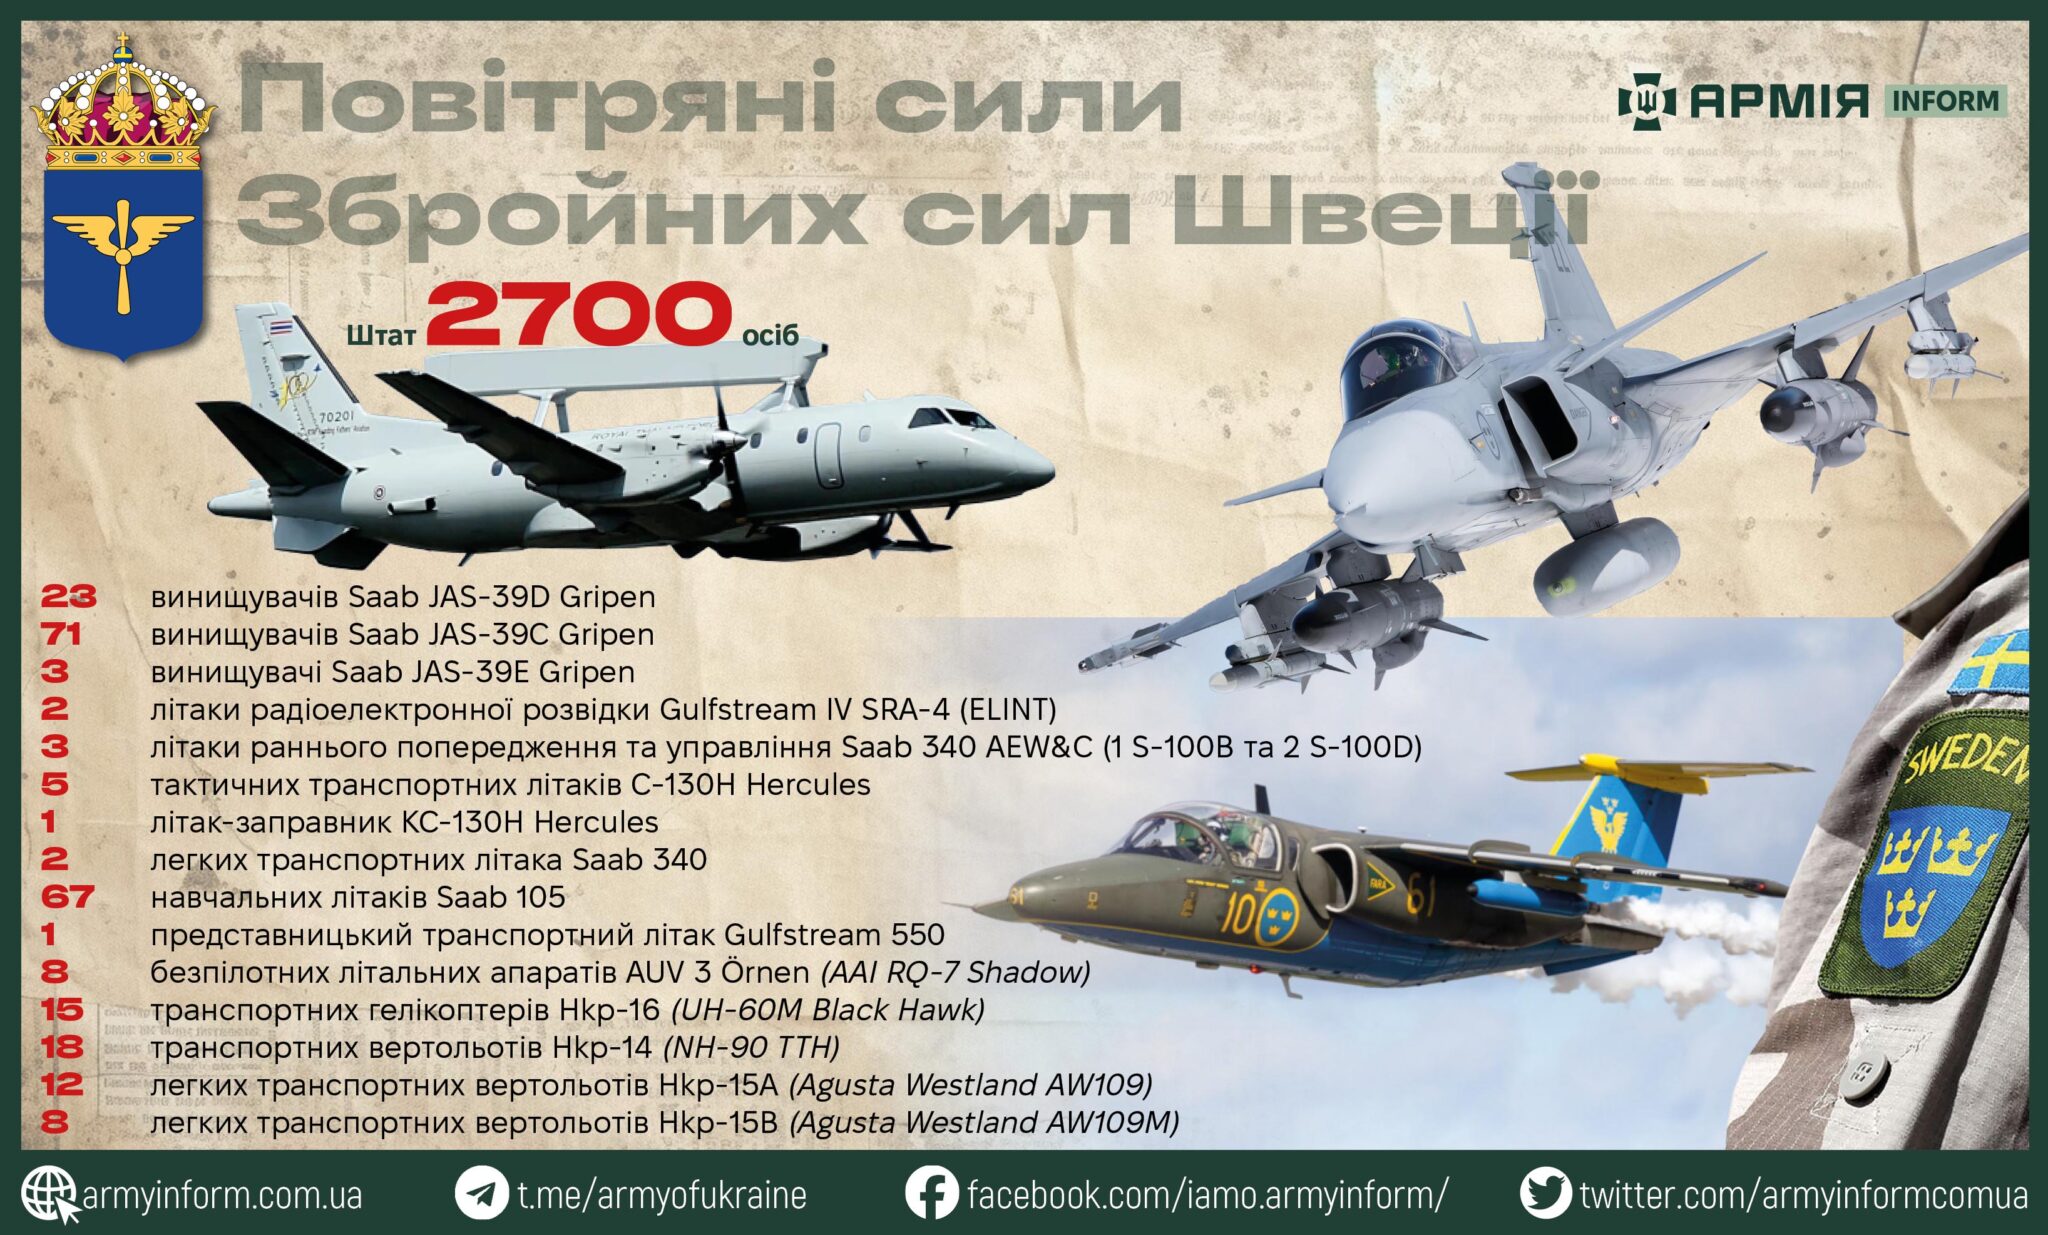 Повітряні сили
Збройних сил Швеції
АРМІЯ INFORM
Штат 2700 осіб
70201
23 винищувачів Saab JAS-39D Gripen
71 винищувачів Saab JAS-39C Gripen
3 винищувачі Saab JAS-39E Gripen
2 літаки радіоелектронної розвідки Gulfstream IV SRA-4 (ELINT)
3 літаки раннього попередження та управління Saab 340 AEW&C (1 S-100B та 2 S-100D)
5 тактичних транспортних літаків C-130H Hercules
1 літак-заправник KC-130H Hercules
2 легких транспортних літака Saab 340
67 навчальних літаків Saab 105
1 представницький транспортний літак Gulfstream 550
8 безпілотних літальних апаратів AUV 3 Örnen (AAI RQ-7 Shadow)
15 транспортних гелікоптерів Hkp-16 (UH-60M Black Hawk)
18 транспортних вертольотів Hkp-14 (NH-90 TTH)
12 легких транспортних вертольотів Hkp-15A (Agusta Westland AW109)
8 легких транспортних вертольотів Hkp-15B (Agusta Westland AW109M)
61
10
FARA
61
SWEDEN
armyinform.com.ua
t.me/armyofukraine
facebook.com/iamo.armyinform/
twitter.com/armyinformcomua